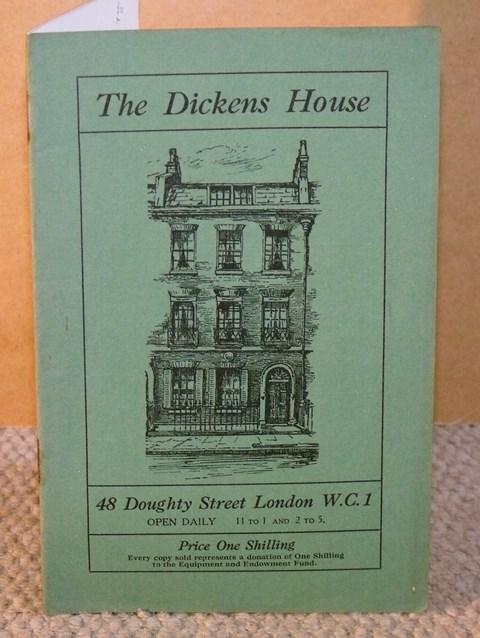 The Dickens House
48 Doughty Street London W.C.1
OPEN DAILY 11 TO 1 AND 2 TO 5.
Price One Shilling
Every copy sold represents a donation of One Shilling
to the Equipment and Endowment Fund.